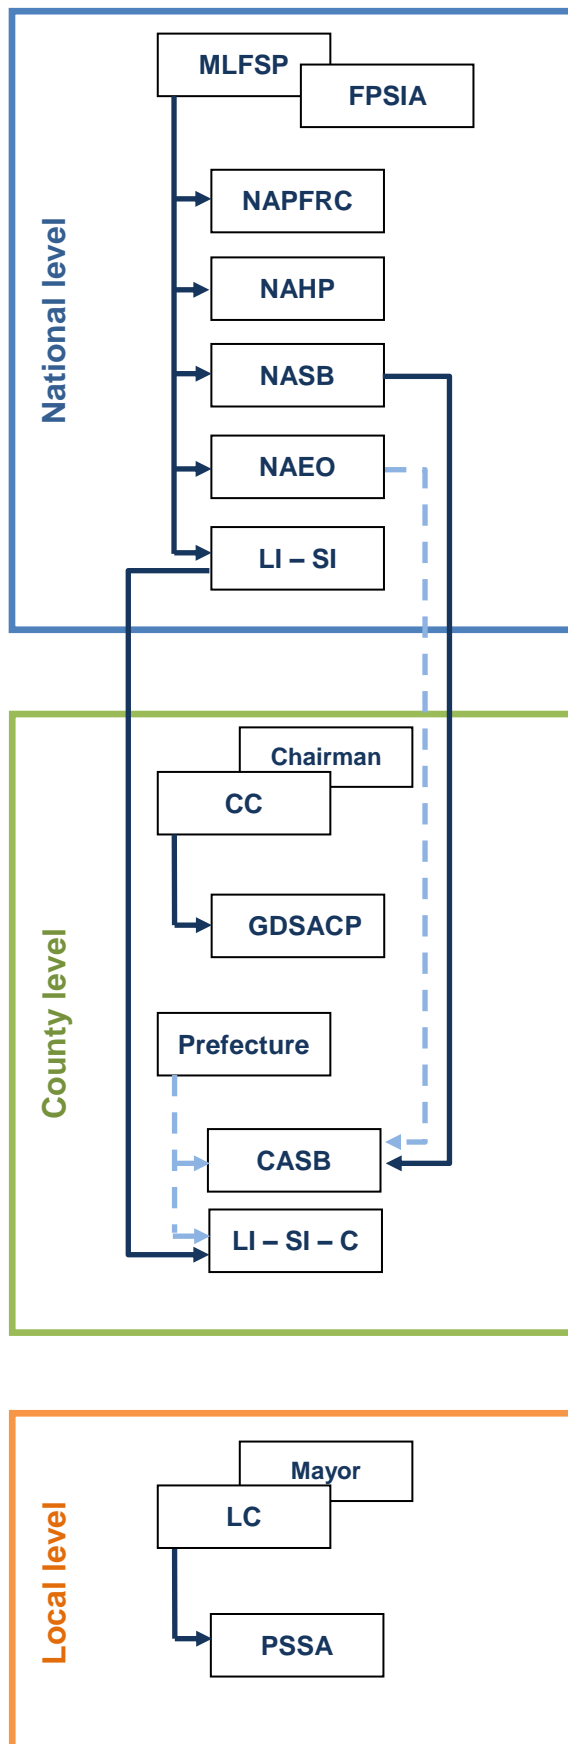 National level
MLFSP
FPSIA
NAPFRC
NAHP
NASB
NAEO
LI – SI
County level
Chairman
CC
GDSACP
Prefecture
CASB
LI – SI – C
Local level
Mayor
LC
PSSA